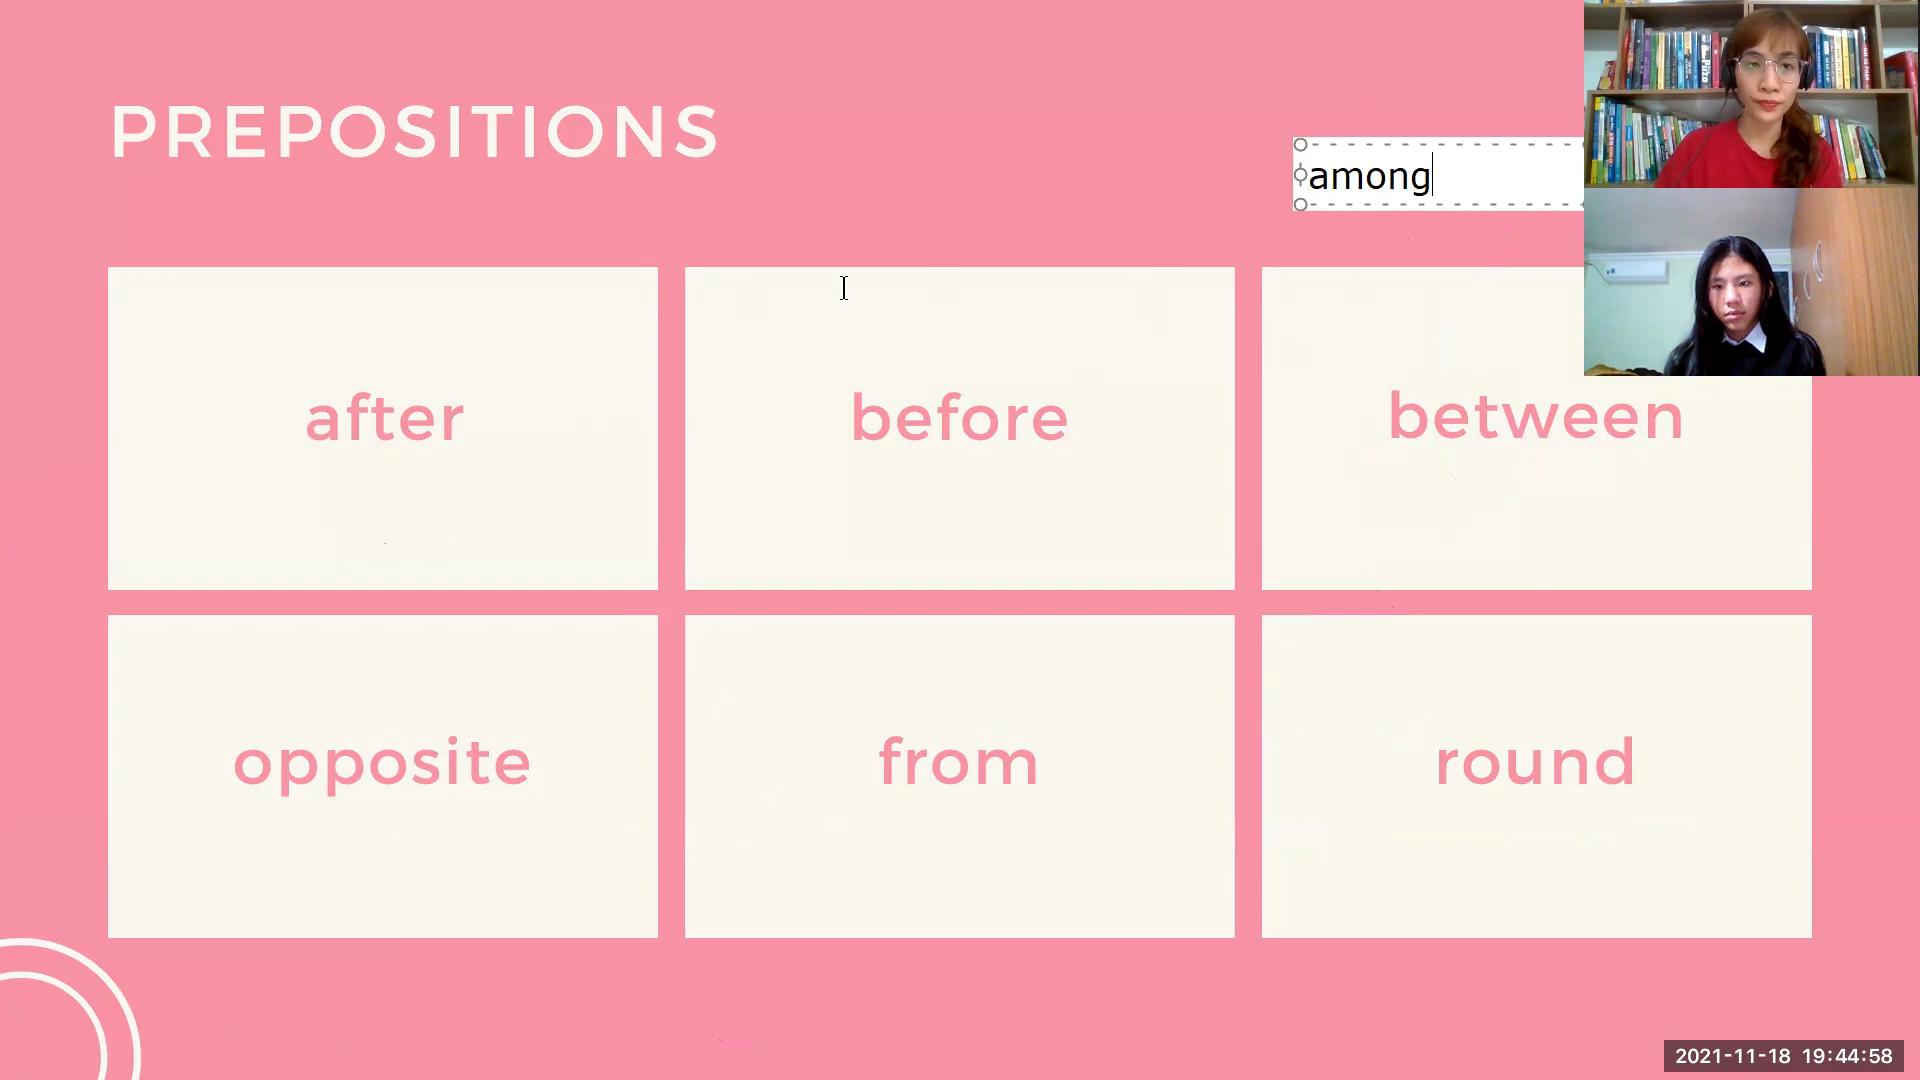 PREPOSITIONS
among
after
before
between
opposite
from
round
2021-11-18 19:44:58